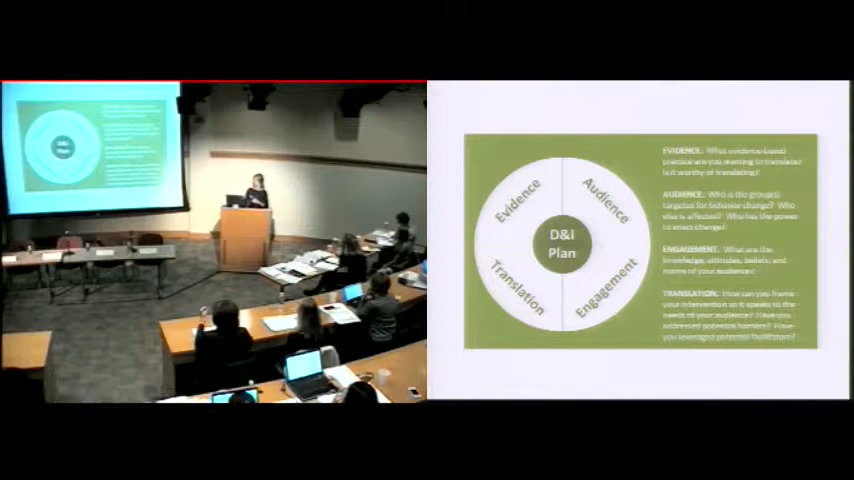 Evidence
Audience
D&I
Plan
Translation
Engagement
EVIDENCE. What evidence-based
practice are you wanting to translate?
Is it worthy of translating?
AUDIENCE. Who is the group(s)
targeted for behavior change? Who
else is affected? Who has the power
to enact change?
ENGAGEMENT. What are the
knowledge, attitudes, beliefs, and
norms of your audience?
TRANSLATION. How can you frame
your intervention so it speaks to the
needs of your audience? Have you
addressed potential barriers? Have
you leveraged potential facilitators?